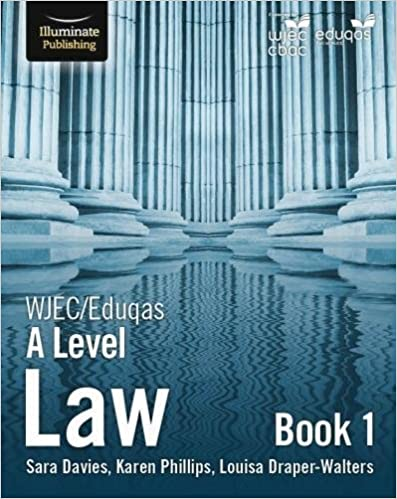 Illuminate
Publishing
wjec
cbac
eduqas
WJEC/Eduqas
A Level
Law
Book 1
Sara Davies, Karen Phillips, Louisa Draper-Walters